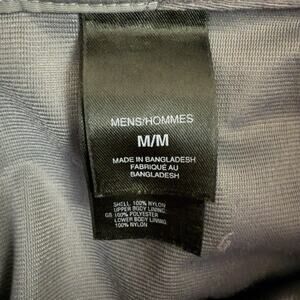 MENS/HOMMES
M/M
MADE IN BANGLADESH
FABRIQUÉ AU
BANGLADESH
SHELL 100% NYLON
UPPER BODY LINING
GB 100% POLYESTER
LOWER BODY LINING
100% NYLON